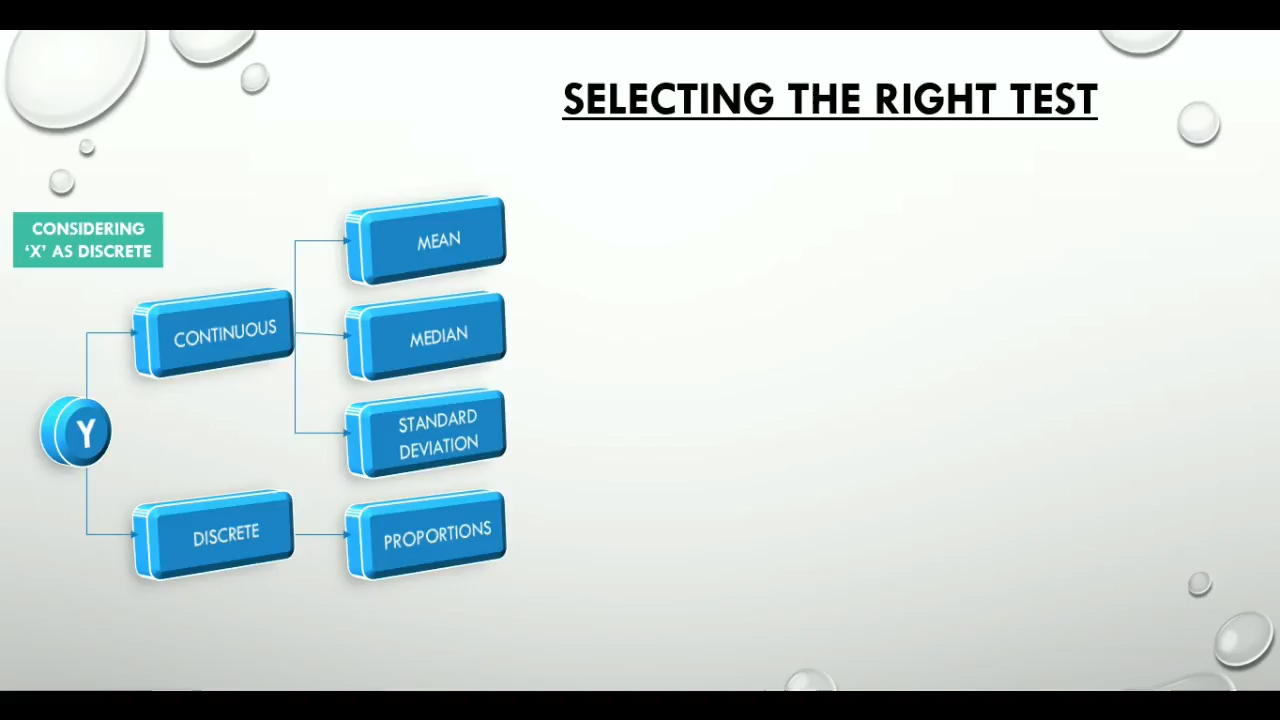 SELECTING THE RIGHT TEST
CONSIDERING
‘X’ AS DISCRETE
Y
CONTINUOUS
MEAN
MEDIAN
STANDARD
DEVIATION
DISCRETE
PROPORTIONS